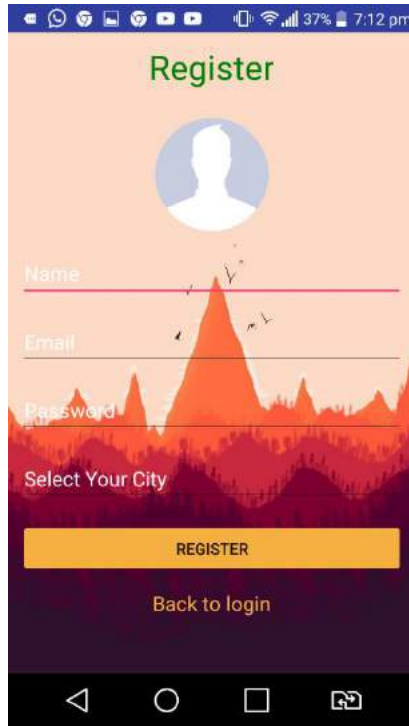 37% 7:12 pm
Register
Name
Email
Password
Select Your City
REGISTER
Back to login